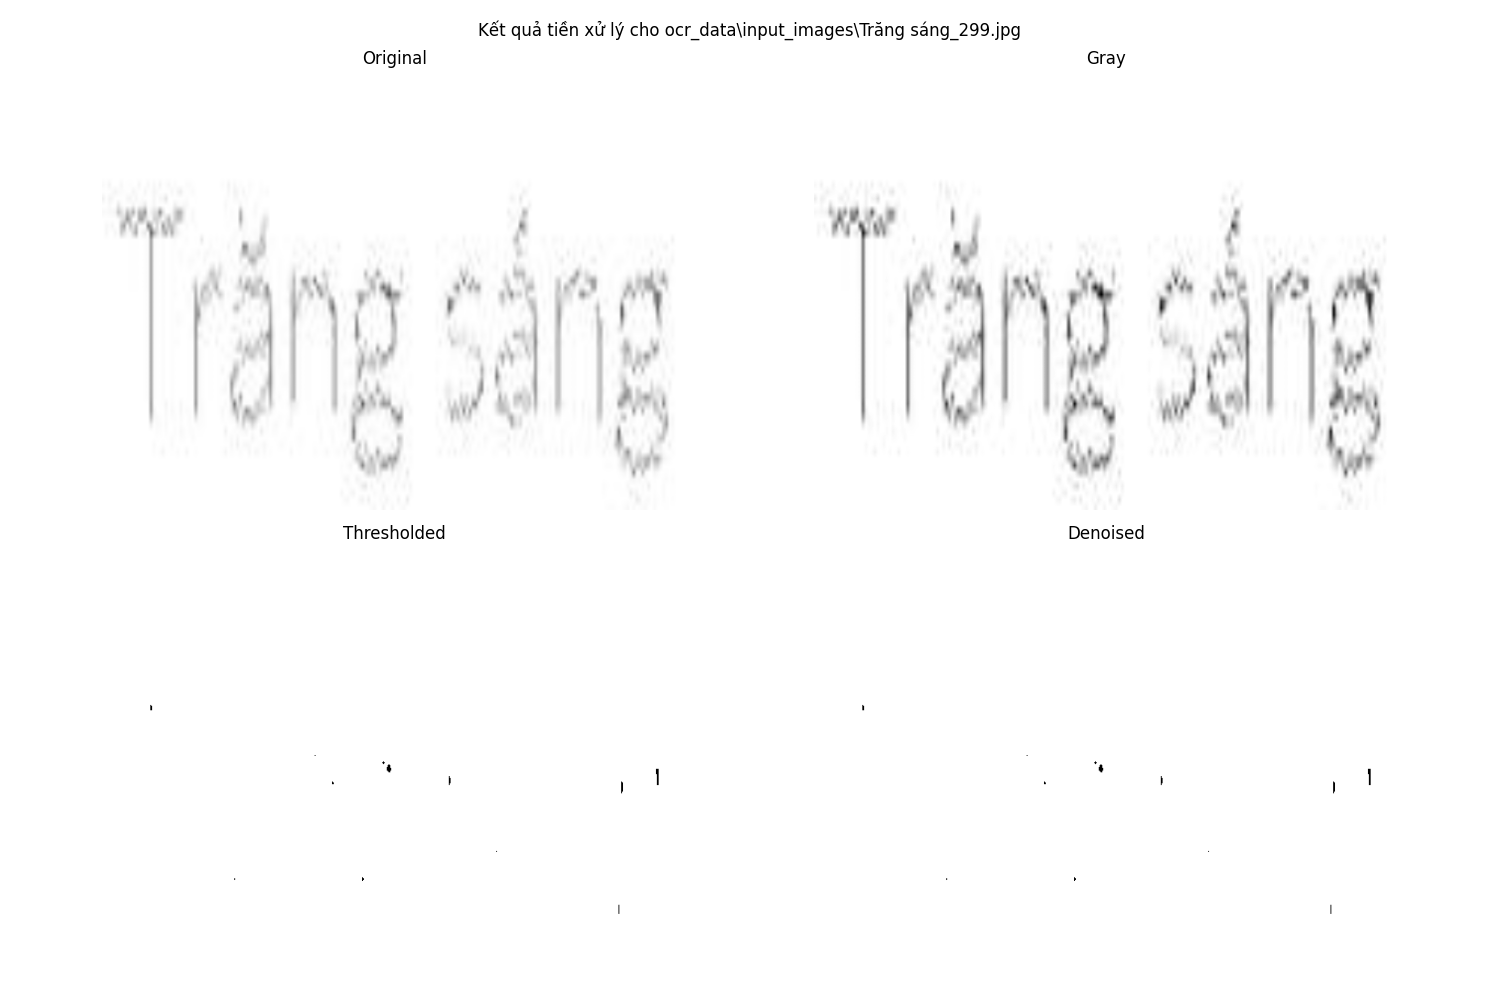 Kết quả tiền xử lý cho ocr_data\input_images\Trăng sáng_299.jpg
Original
Gray
Trăng sáng
Trăng sáng
Thresholded
Denoised